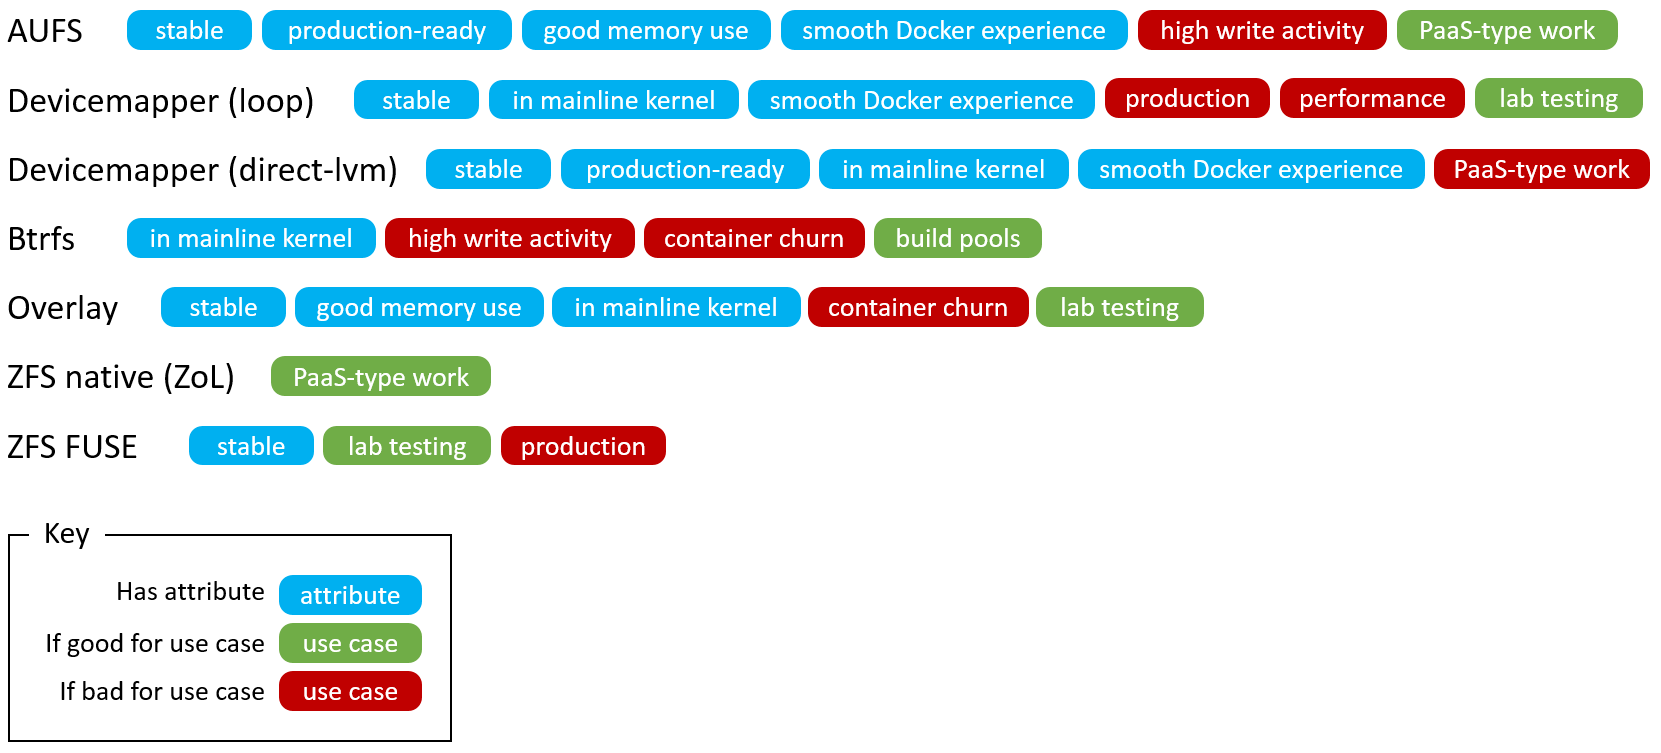 AUFS stable production-ready good memory use smooth Docker experience high write activity PaaS-type work
Devicemapper (loop) stable in mainline kernel smooth Docker experience production performance lab testing
Devicemapper (direct-lvm) stable production-ready in mainline kernel smooth Docker experience PaaS-type work
Btrfs in mainline kernel high write activity container churn build pools
Overlay stable good memory use in mainline kernel container churn lab testing
ZFS native (ZoL) PaaS-type work
ZFS FUSE stable lab testing production
Key
Has attribute attribute
If good for use case use case
If bad for use case use case